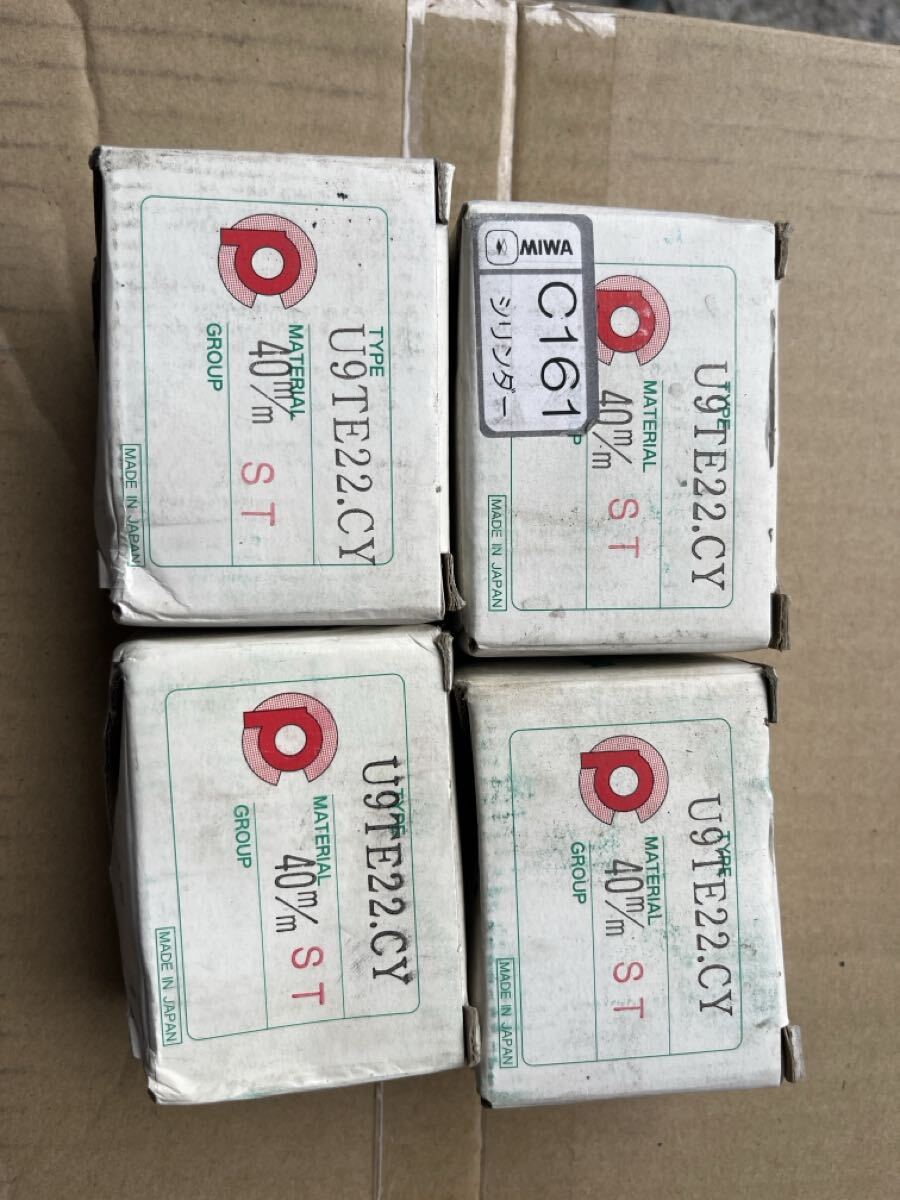 TYPE
U9TE22.CY
MATERIAL
40m/m ST
GROUP
MADE IN JAPAN
MIWA
C161
シリンダー
TYPE
U9TE22.CY
MATERIAL
40m/m ST
P
MADE IN JAPAN
TYPE
U9TE22.CY
MATERIAL
40m/m ST
GROUP
MADE IN JAPAN
TYPE
U9TE22.CY
MATERIAL
40m/m ST
GROUP
MADE IN JAPAN